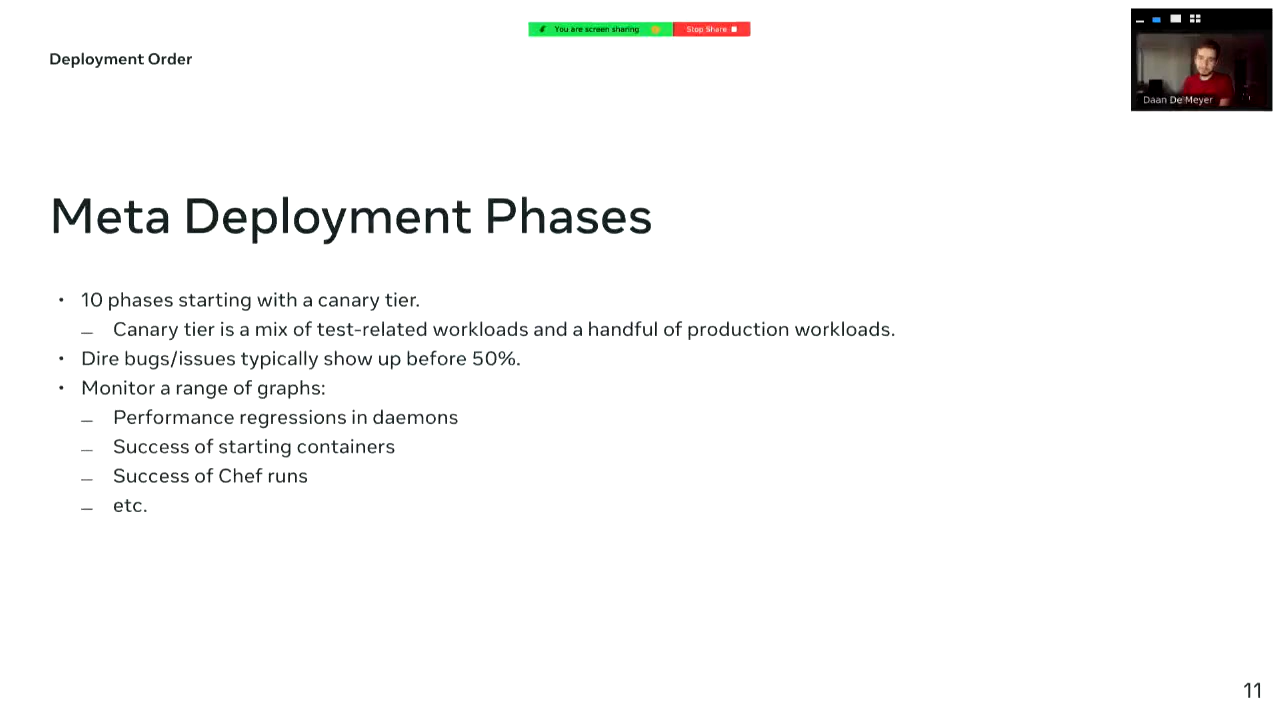 You are screen sharing Stop Share
Deployment Order
Daan De Meyer
Meta Deployment Phases
• 10 phases starting with a canary tier.
— Canary tier is a mix of test-related workloads and a handful of production workloads.
• Dire bugs/issues typically show up before 50%.
• Monitor a range of graphs:
— Performance regressions in daemons
— Success of starting containers
— Success of Chef runs
— etc.
11